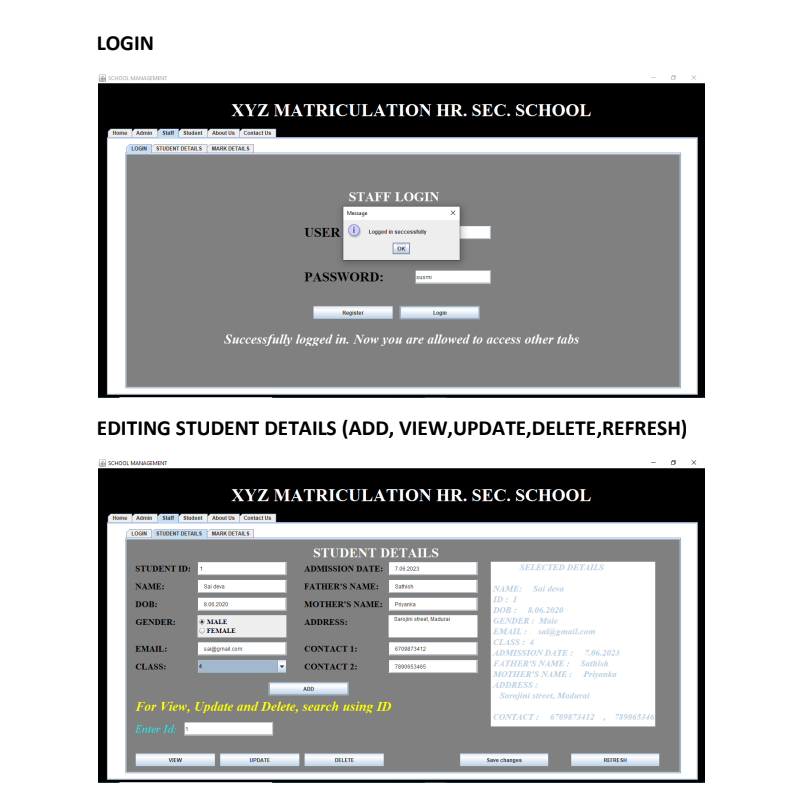 LOGIN
SCHOOL MANAGEMENT
XYZ MATRICULATION HR. SEC. SCHOOL
Home Admin Staff Student About Us Contact Us
LOGIN STUDENT DETAILS MARK DETAILS
STAFF LOGIN
Message
USER
Logged in successfully
OK
PASSWORD: susmi
Register Login
Successfully logged in. Now you are allowed to access other tabs
EDITING STUDENT DETAILS (ADD, VIEW,UPDATE,DELETE,REFRESH)
SCHOOL MANAGEMENT
XYZ MATRICULATION HR. SEC. SCHOOL
Home Admin Staff Student About Us Contact Us
LOGIN STUDENT DETAILS MARK DETAILS
STUDENT DETAILS
STUDENT ID: 1 ADMISSION DATE: 7.06.2023
NAME: Sai deva FATHER'S NAME: Sathish
DOB: 8.06.2020 MOTHER'S NAME: Priyanka
GENDER: MALE ADDRESS: Sarojini street, Madurai
FEMALE
EMAIL: sai@gmail.com CONTACT 1: 6709873412
CLASS: 4 CONTACT 2: 7890653465
ADD
For View, Update and Delete, search using ID
Enter Id: 1
SELECTED DETAILS
NAME: Sai deva
ID : 1
DOB : 8.06.2020
GENDER : Male
EMAIL : sai@gmail.com
CLASS : 4
ADMISSION DATE : 7.06.2023
FATHER'S NAME : Sathish
MOTHER'S NAME : Priyanka
ADDRESS :
Sarojini street, Madurai
CONTACT : 6709873412 , 789065346
VIEW UPDATE DELETE Save changes REFRESH